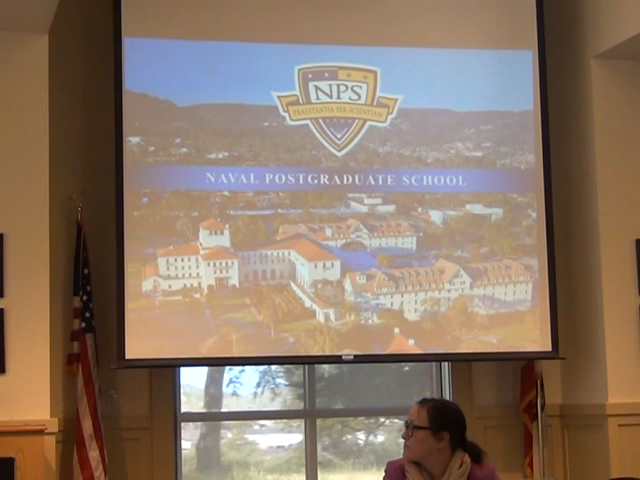 NPS
PRAESTANTIA PER SCIENTIAM
NAVAL POSTGRADUATE SCHOOL